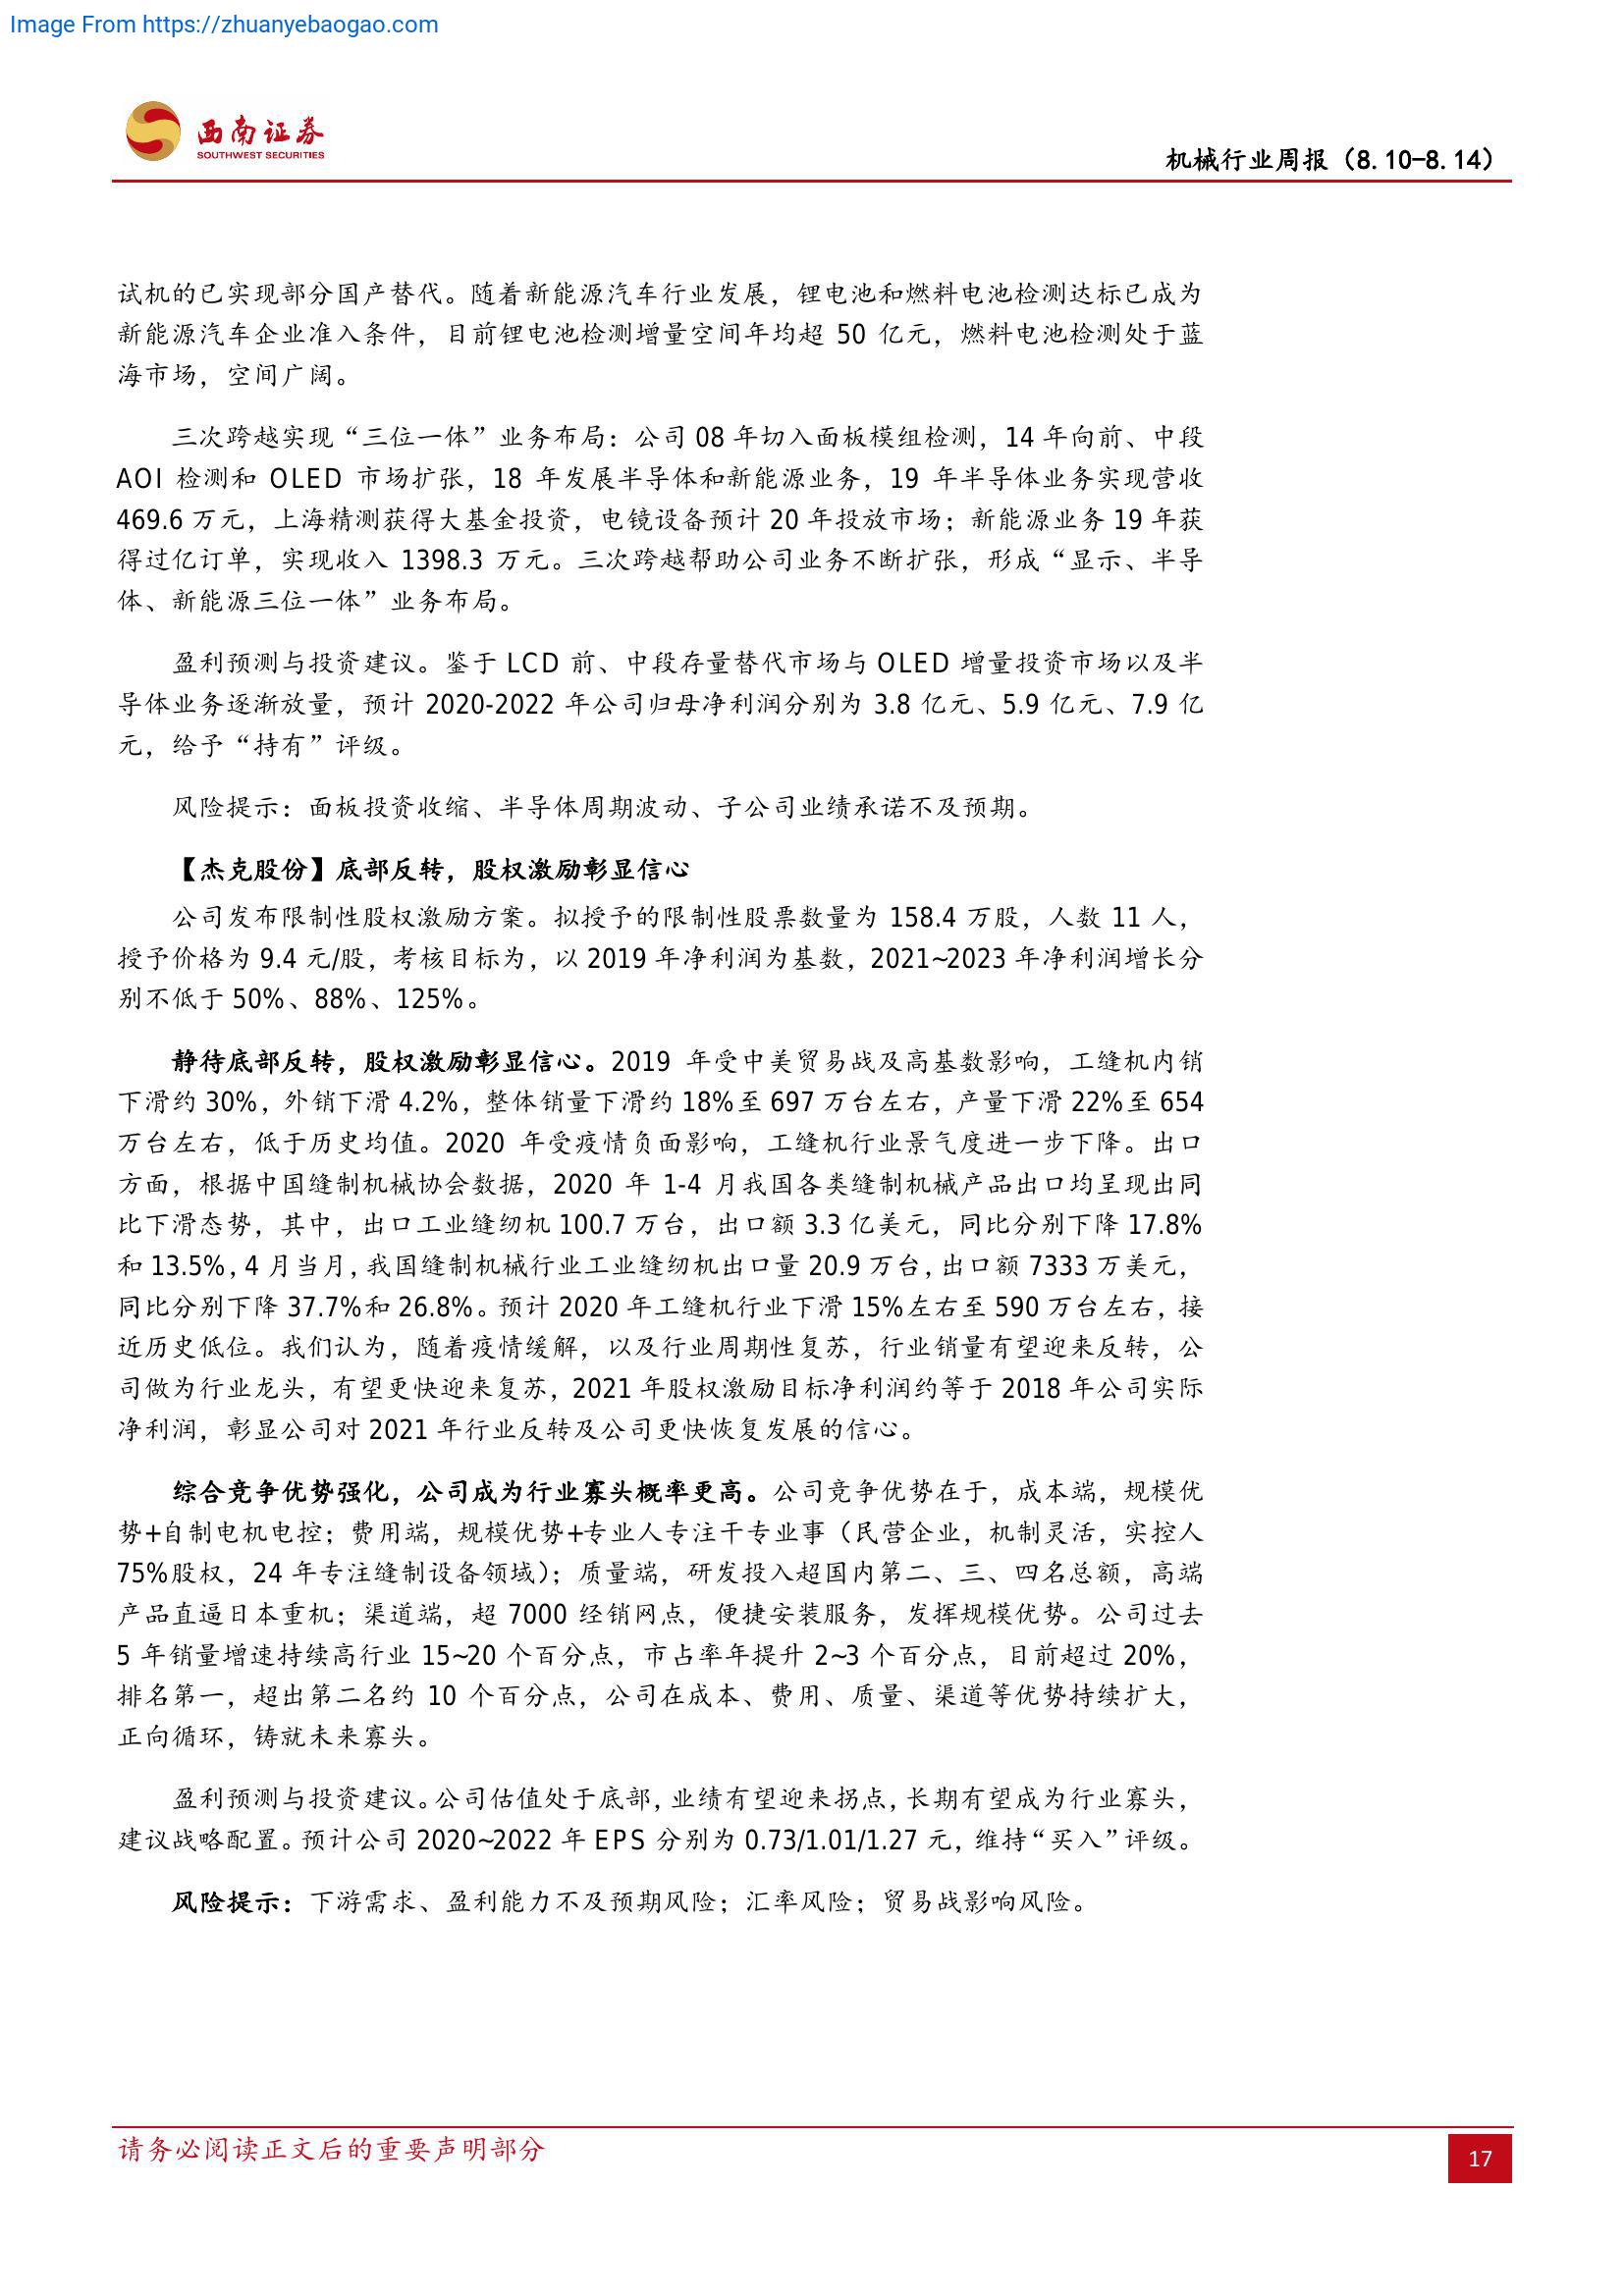 Image From https://zhuanyebaogao.com
西南证券
SOUTHWEST SECURITIES
机械行业周报（8.10-8.14）
试机的已实现部分国产替代。随着新能源汽车行业发展，锂电池和燃料电池检测达标已成为
新能源汽车企业准入条件，目前锂电池检测增量空间年均超 50 亿元，燃料电池检测处于蓝
海市场，空间广阔。
三次跨越实现“三位一体”业务布局：公司 08 年切入面板模组检测，14 年向前、中段
AOI 检测和 OLED 市场扩张，18 年发展半导体和新能源业务，19 年半导体业务实现营收
469.6 万元，上海精测获得大基金投资，电镜设备预计 20 年投放市场；新能源业务 19 年获
得过亿订单，实现收入 1398.3 万元。三次跨越帮助公司业务不断扩张，形成“显示、半导
体、新能源三位一体”业务布局。
盈利预测与投资建议。鉴于 LCD 前、中段存量替代市场与 OLED 增量投资市场以及半
导体业务逐渐放量，预计 2020-2022 年公司归母净利润分别为 3.8 亿元、5.9 亿元、7.9 亿
元，给予“持有”评级。
风险提示：面板投资收缩、半导体周期波动、子公司业绩承诺不及预期。
【杰克股份】底部反转，股权激励彰显信心
公司发布限制性股权激励方案。拟授予的限制性股票数量为 158.4 万股，人数 11 人，
授予价格为 9.4 元/股，考核目标为，以 2019 年净利润为基数，2021~2023 年净利润增长分
别不低于 50%、88%、125%。
静待底部反转，股权激励彰显信心。2019 年受中美贸易战及高基数影响，工缝机内销
下滑约 30%，外销下滑 4.2%，整体销量下滑约 18%至 697 万台左右，产量下滑 22%至 654
万台左右，低于历史均值。2020 年受疫情负面影响，工缝机行业景气度进一步下降。出口
方面，根据中国缝制机械协会数据，2020 年 1-4 月我国各类缝制机械产品出口均呈现出同
比下滑态势，其中，出口工业缝纫机 100.7 万台，出口额 3.3 亿美元，同比分别下降 17.8%
和 13.5%，4 月当月，我国缝制机械行业工业缝纫机出口量 20.9 万台，出口额 7333 万美元，
同比分别下降 37.7%和 26.8%。预计 2020 年工缝机行业下滑 15%左右至 590 万台左右，接
近历史低位。我们认为，随着疫情缓解，以及行业周期性复苏，行业销量有望迎来反转，公
司做为行业龙头，有望更快迎来复苏，2021 年股权激励目标净利润约等于 2018 年公司实际
净利润，彰显公司对 2021 年行业反转及公司更快恢复发展的信心。
综合竞争优势强化，公司成为行业寡头概率更高。公司竞争优势在于，成本端，规模优
势+自制电机电控；费用端，规模优势+专业人专注干专业事（民营企业，机制灵活，实控人
75%股权，24 年专注缝制设备领域）；质量端，研发投入超国内第二、三、四名总额，高端
产品直逼日本重机；渠道端，超 7000 经销网点，便捷安装服务，发挥规模优势。公司过去
5 年销量增速持续高行业 15~20 个百分点，市占率年提升 2~3 个百分点，目前超过 20%，
排名第一，超出第二名约 10 个百分点，公司在成本、费用、质量、渠道等优势持续扩大，
正向循环，铸就未来寡头。
盈利预测与投资建议。公司估值处于底部，业绩有望迎来拐点，长期有望成为行业寡头，
建议战略配置。预计公司 2020~2022 年 EPS 分别为 0.73/1.01/1.27 元，维持“买入”评级。
风险提示：下游需求、盈利能力不及预期风险；汇率风险；贸易战影响风险。
请务必阅读正文后的重要声明部分
17